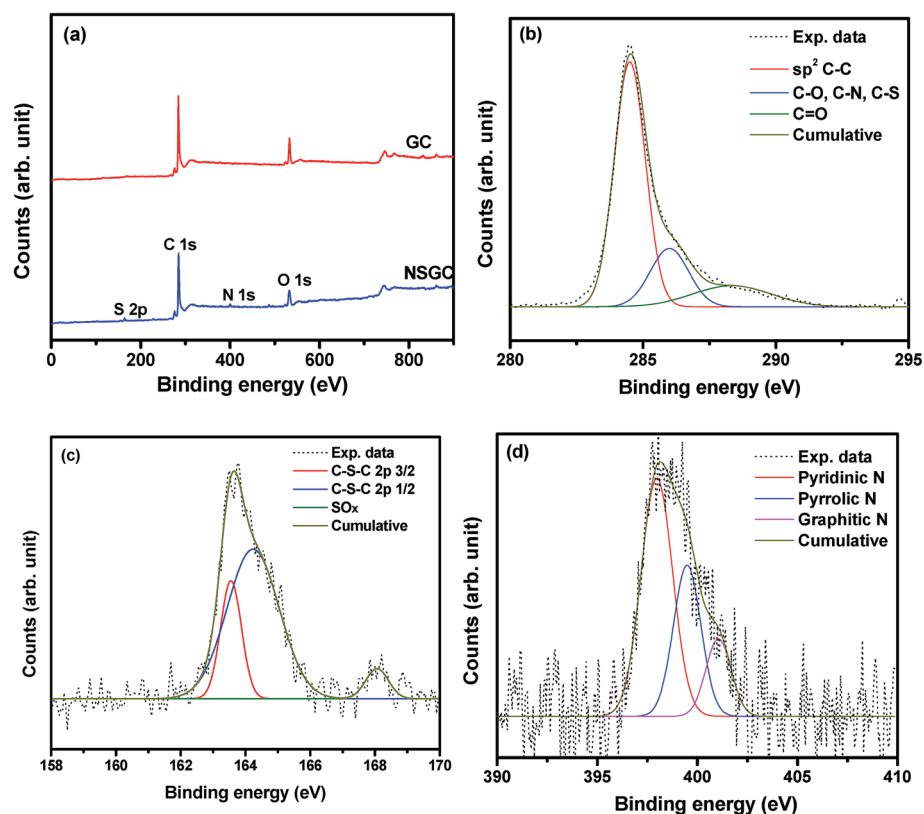 (a)
GC
C 1s
NSGC
S 2p
N 1s
O 1s
0 200 400 600 800
Binding energy (eV)
Counts (arb. unit)
(b)
Exp. data
sp² C-C
C-O, C-N, C-S
C=O
Cumulative
280 285 290 295
Binding energy (eV)
Counts (arb. unit)
(c)
Exp. data
C-S-C 2p 3/2
C-S-C 2p 1/2
SOx
Cumulative
158 160 162 164 166 168 170
Binding energy (eV)
Counts (arb. unit)
(d)
Exp. data
Pyridinic N
Pyrrolic N
Graphitic N
Cumulative
390 395 400 405 410
Binding energy (eV)
Counts (arb. unit)